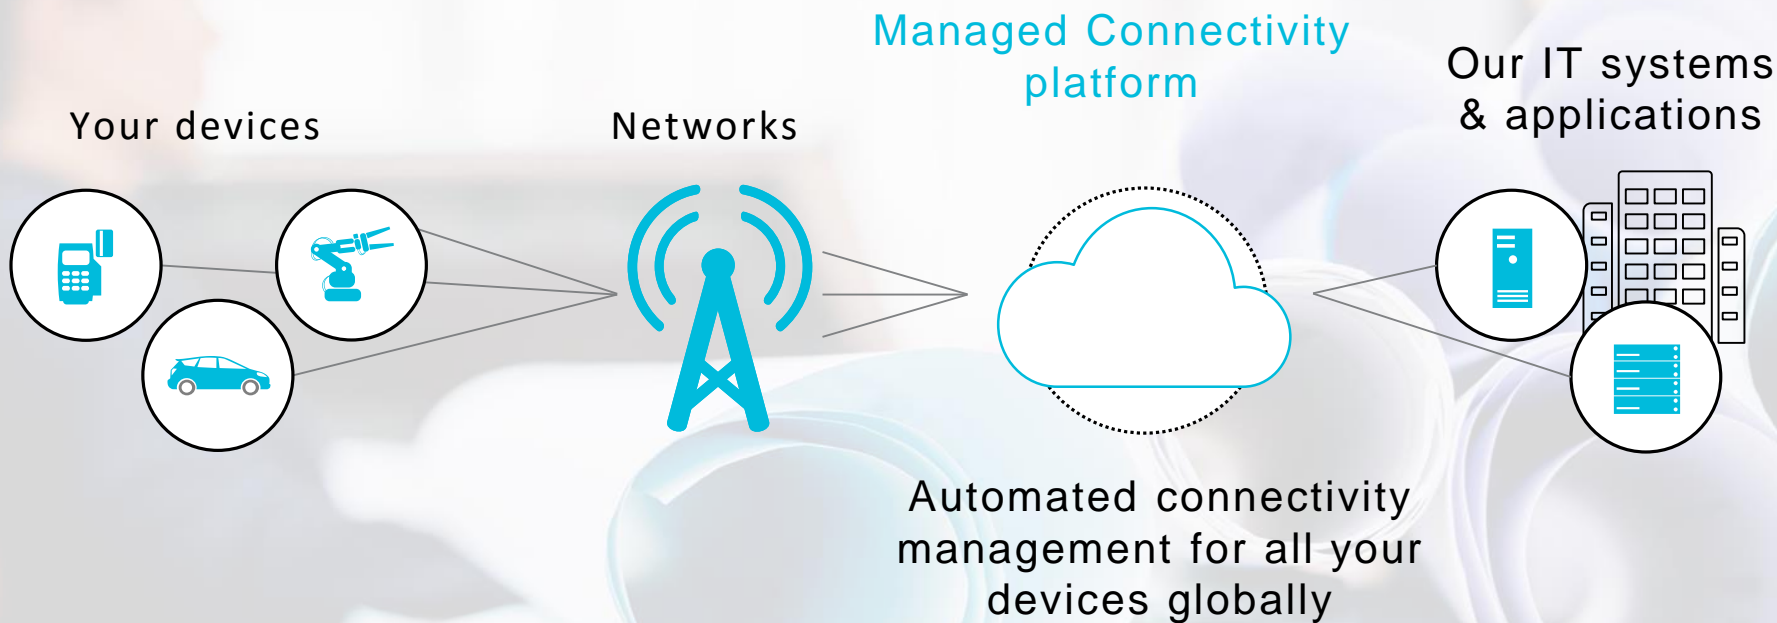 Your devices
Networks
Managed Connectivity
platform
Our IT systems
& applications
Automated connectivity
management for all your
devices globally